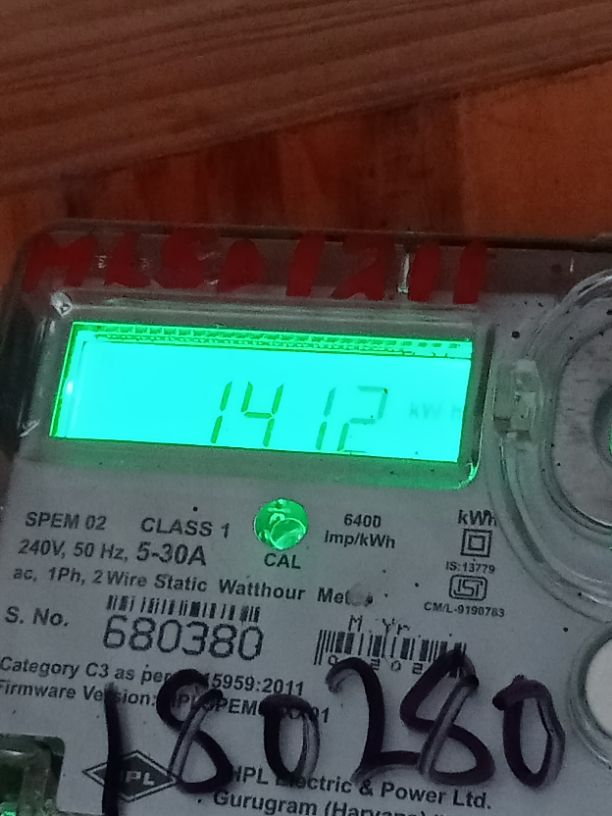 1412 kWh
SPEM 02 CLASS 1
6400
Imp/kWh
kWh
240V, 50 Hz, 5-30A
CAL
IS:13779
ac, 1Ph, 2 Wire Static Watthour
CM/L-9190783
S. No.
680380
M Yr
Category C3 as per 15959:2011
Firmware
180280
HPL
HPL Electric & Power Ltd.
Gurugram